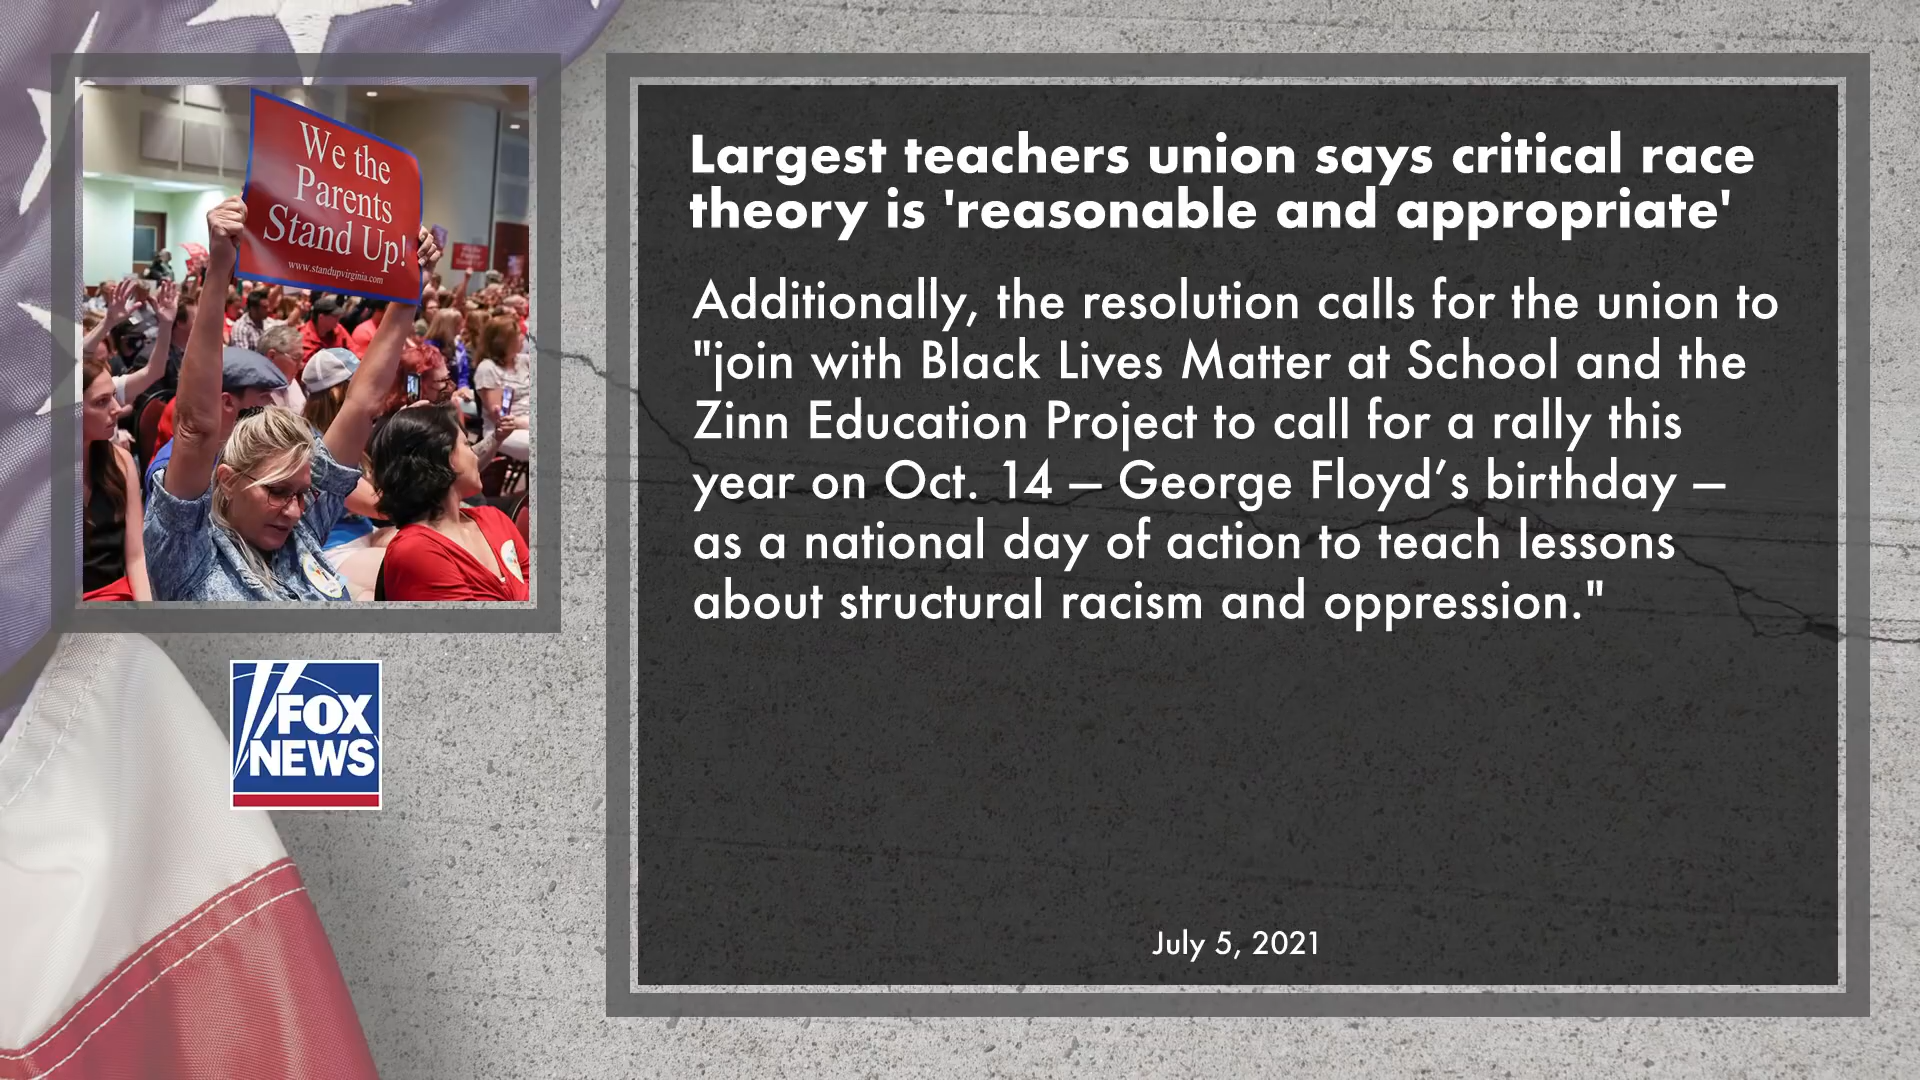 We the
Parents
Stand Up!
www.standupvirginia.com
FOX
NEWS
Largest teachers union says critical race
theory is 'reasonable and appropriate'
Additionally, the resolution calls for the union to
"join with Black Lives Matter at School and the
Zinn Education Project to call for a rally this
year on Oct. 14 — George Floyd’s birthday —
as a national day of action to teach lessons
about structural racism and oppression."
July 5, 2021